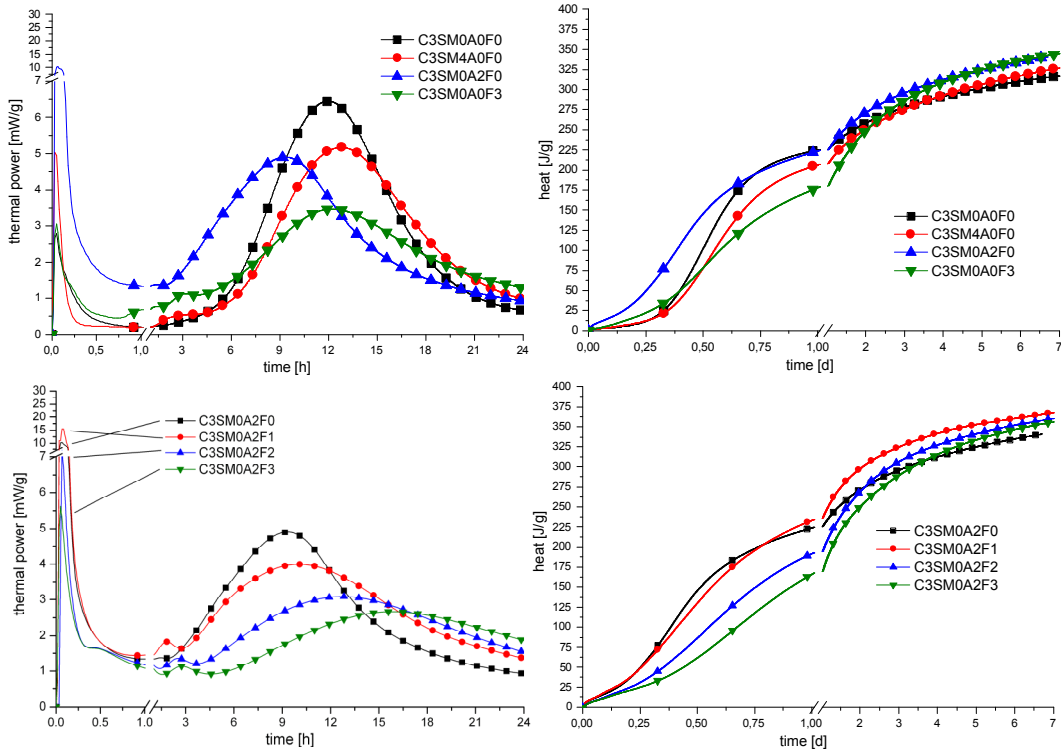 30
25
20
15
10
7
6
5
4
3
2
1
0
thermal power [mW/g]
C3SM0A0F0
C3SM4A0F0
C3SM0A2F0
C3SM0A0F3
0,0 0,5 1,0 3 6 9 12 15 18 21 24
time [h]
400
375
350
325
300
275
250
225
200
175
150
125
100
75
50
25
0
heat [J/g]
C3SM0A0F0
C3SM4A0F0
C3SM0A2F0
C3SM0A0F3
0,00 0,25 0,50 0,75 1,00 2 3 4 5 6 7
time [d]
30
25
20
15
10
7
6
5
4
3
2
1
0
thermal power [mW/g]
C3SM0A2F0
C3SM0A2F1
C3SM0A2F2
C3SM0A2F3
0.0 0.5 1.0 3 6 9 12 15 18 21 24
time [h]
400
375
350
325
300
275
250
225
200
175
150
125
100
75
50
25
0
heat [J/g]
C3SM0A2F0
C3SM0A2F1
C3SM0A2F2
C3SM0A2F3
0,00 0,25 0,50 0,75 1,00 2 3 4 5 6 7
time [d]